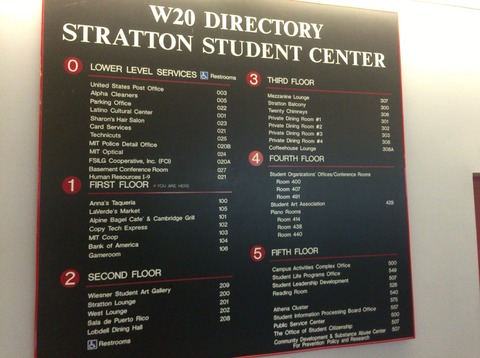 W20 DIRECTORY
STRATTON STUDENT CENTER
0 LOWER LEVEL SERVICES Restrooms
United States Post Office 003
Alpha Cleaners 005
Parking Office 022
Latino Cultural Center 001
Sharon's Hair Salon 023
Card Services 021
Technicuts 025
MIT Police Detail Office 020B
MIT Optical 024
FSILG Cooperative, Inc. (FCI) 020A
Basement Conference Room 027
Human Resources I-9 021
1 FIRST FLOOR YOU ARE HERE
Anna's Taqueria 100
LaVerde's Market 105
Alpine Bagel Cafe' & Cambridge Grill 101
Copy Tech Express 102
MIT Coop 103
Bank of America 104
Gameroom 106
2 SECOND FLOOR
Wiesner Student Art Gallery 209
Stratton Lounge 200
West Lounge 201
Sala de Puerto Rico 202
Lobdell Dining Hall 208
Restrooms
3 THIRD FLOOR
Mezzanine Lounge 307
Stratton Balcony 300
Twenty Chimneys 306
Private Dining Room #1 301
Private Dining Room #2 302
Private Dining Room #3
Private Dining Room #4
Coffeehouse Lounge 308A
4 FOURTH FLOOR
Student Organizations' Offices/Conference Rooms
Room 400
Room 407
Room 491
Student Art Association 429
Piano Rooms
Room 414
Room 438
Room 440
5 FIFTH FLOOR
Campus Activities Complex Office 500
Student Life Programs Office 549
Student Leadership Development 507
Reading Room 526
540
Athena Cluster 575
Student Information Processing Board Office 557
Public Service Center 500
The Office of Student Citizenship 507
Community Development & Substance Abuse Center 507
For Prevention Policy and Research